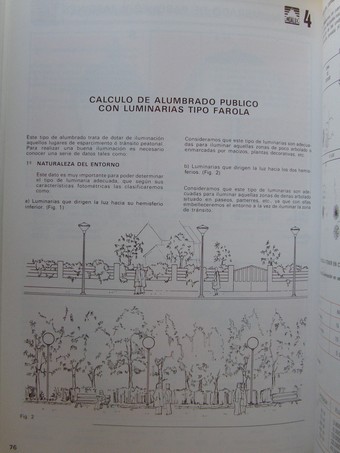 4
CALCULO DE ALUMBRADO PUBLICO
CON LUMINARIAS TIPO FAROLA
Este tipo de alumbrado trata de dotar de iluminación
aquellos lugares de esparcimiento ó tránsito peatonal.
Para realizar una buena iluminación es necesario
conocer una serie de datos tales como:
1º NATURALEZA DEL ENTORNO
Este dato es muy importante para poder determinar
el tipo de luminaria adecuada, que según sus
características fotométricas las clasificaremos
como:
a) Luminarias que dirigen la luz hacia su hemisferio
inferior. (Fig. 1)
Consideramos que este tipo de luminarias son adecua-
das para iluminar aquellas zonas de poco arbolado o
enmarcadas por macizos, plantas decorativas, etc.
b) Luminarias que dirigen la luz hacia los dos hemis-
ferios. (Fig. 2)
Consideramos que este tipo de luminarias son ade-
cuadas para iluminar aquellas zonas de denso arbolado
situado en paseos, parterres, etc., ya que con ellas
embelleceremos el entorno a la vez de iluminar la zona
de tránsito.
Fig. 2
76